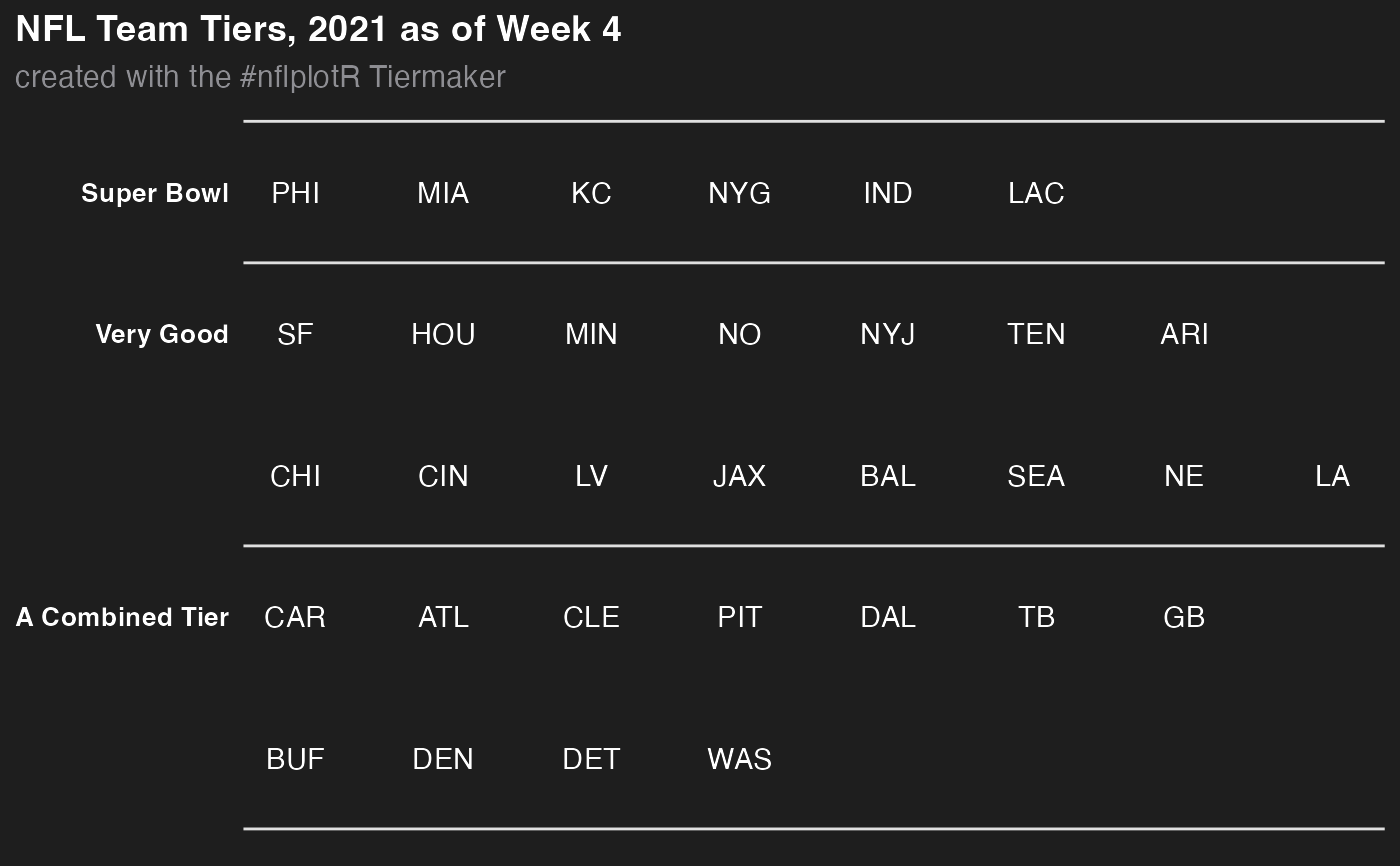 NFL Team Tiers, 2021 as of Week 4
created with the #nflplotR Tiermaker
Super Bowl PHI MIA KC NYG IND LAC
Very Good SF HOU MIN NO NYJ TEN ARI
CHI CIN LV JAX BAL SEA NE LA
A Combined Tier CAR ATL CLE PIT DAL TB GB
BUF DEN DET WAS